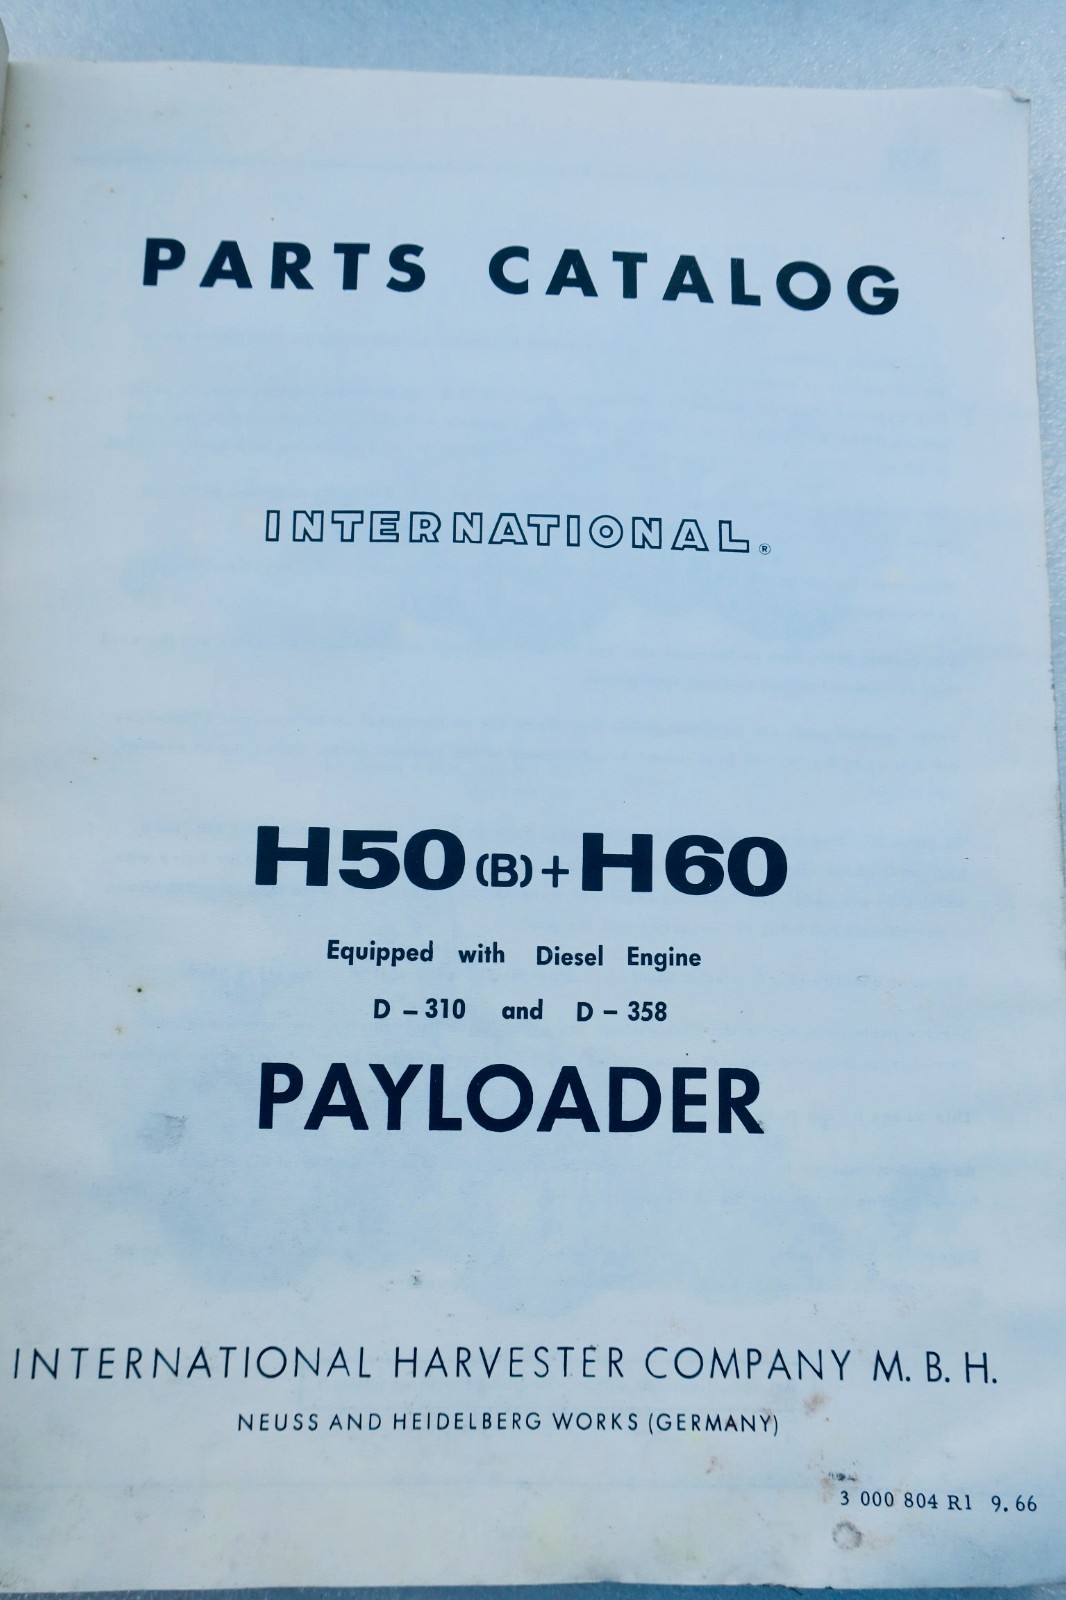 PARTS CATALOG
INTERNATIONAL®
H50 (B) + H60
Equipped with Diesel Engine
D – 310 and D – 358
PAYLOADER
INTERNATIONAL HARVESTER COMPANY M. B. H.
NEUSS AND HEIDELBERG WORKS (GERMANY)
3 000 804 R1 9. 66